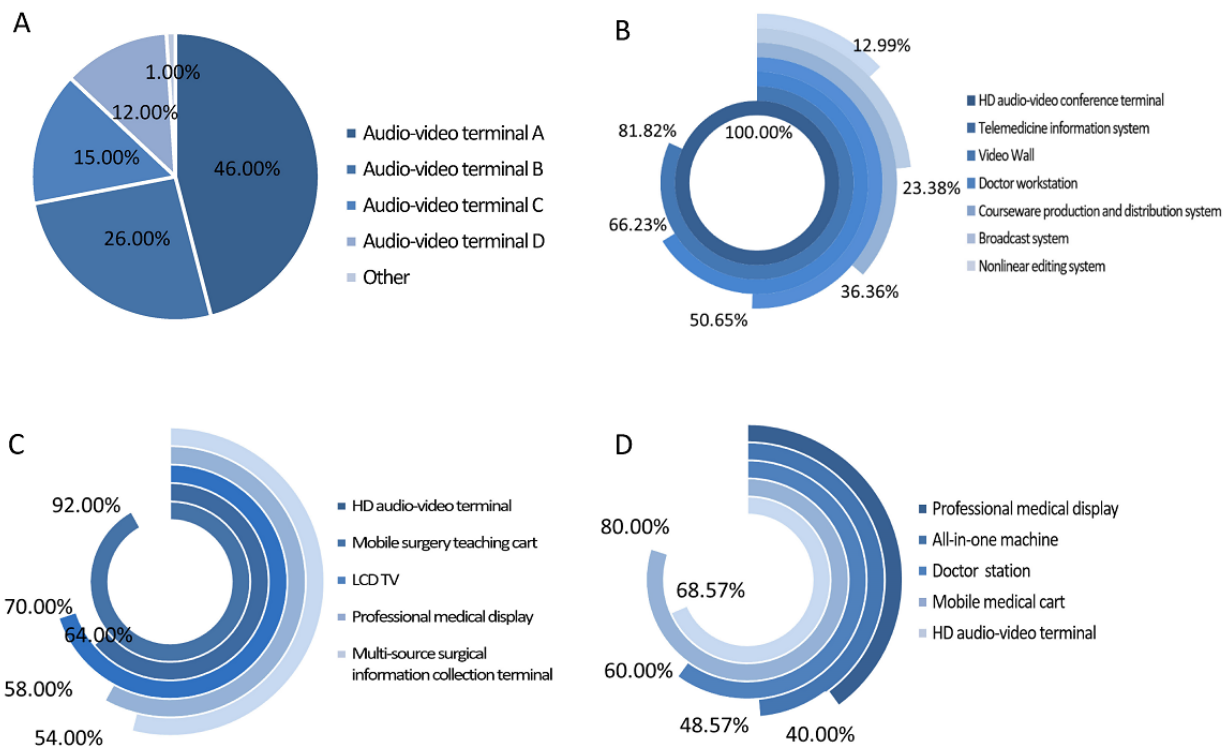 A
1.00%
12.00%
15.00%
46.00%
26.00%
Audio-video terminal A
Audio-video terminal B
Audio-video terminal C
Audio-video terminal D
Other
B
12.99%
81.82%
100.00%
23.38%
66.23%
36.36%
50.65%
HD audio-video conference terminal
Telemedicine information system
Video Wall
Doctor workstation
Courseware production and distribution system
Broadcast system
Nonlinear editing system
C
92.00%
70.00%
64.00%
58.00%
54.00%
HD audio-video terminal
Mobile surgery teaching cart
LCD TV
Professional medical display
Multi-source surgical
information collection terminal
D
80.00%
68.57%
60.00%
48.57%
40.00%
Professional medical display
All-in-one machine
Doctor station
Mobile medical cart
HD audio-video terminal